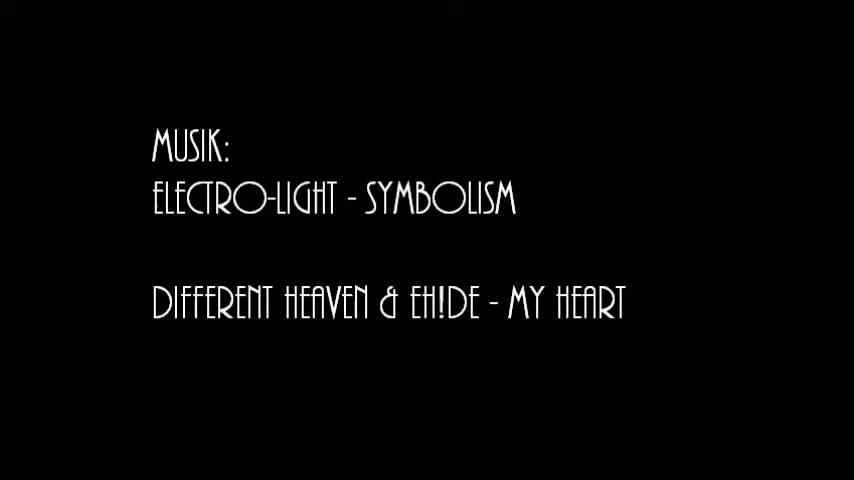 MUSIK:
ELECTRO-LIGHT - SYMBOLISM
DIFFERENT HEAVEN & EH!DE - MY HEART